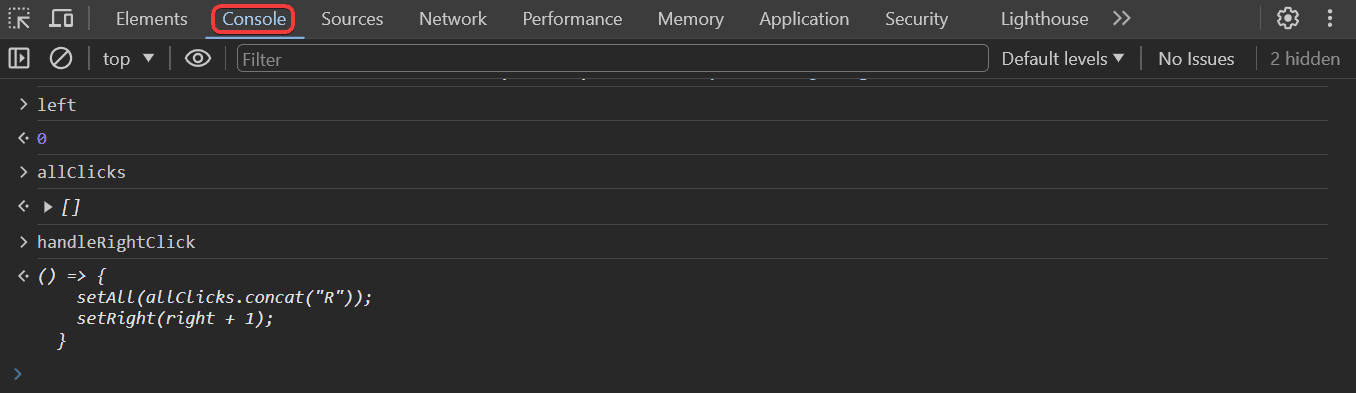 Elements Console Sources Network Performance Memory Application Security Lighthouse
top Filter Default levels No Issues 2 hidden
left
0
allClicks
[]
handleRightClick
() => {
setAll(allClicks.concat("R"));
setRight(right + 1);
}